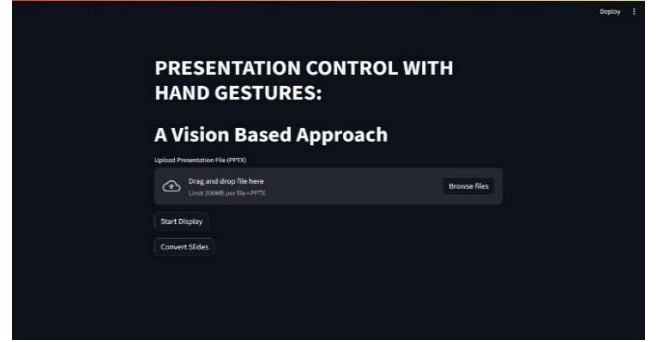 Deploy
PRESENTATION CONTROL WITH
HAND GESTURES:
A Vision Based Approach
Upload Presentation File (PPTX)
Drag and drop file here
Limit 200MB per file • PPTX
Browse files
Start Display
Convert Slides